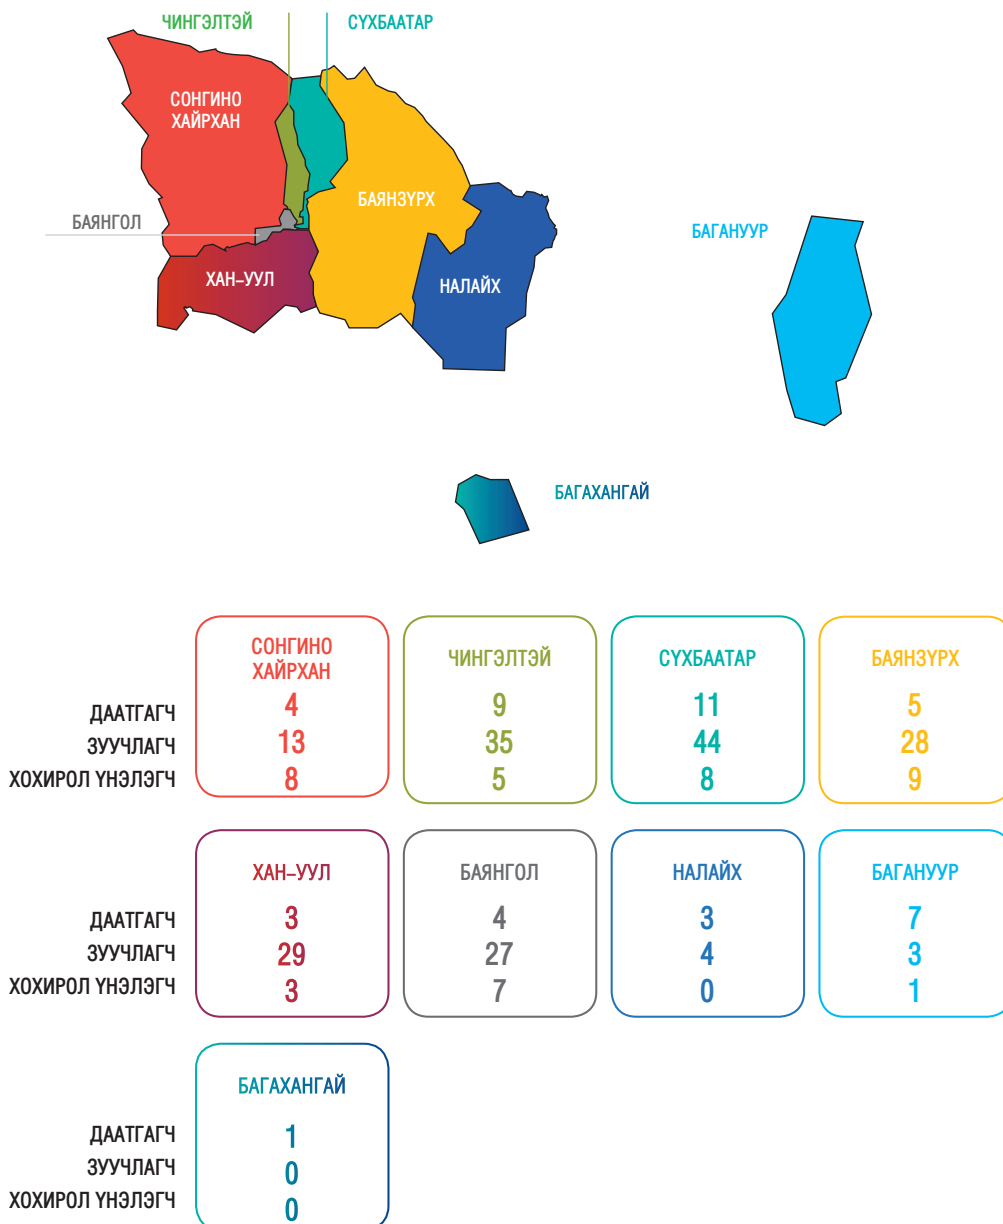 ЧИНГЭЛТЭЙ
СҮХБААТАР
СОНГИНО
ХАЙРХАН
БАЯНЗҮРХ
БАЯНГОЛ
БАГАНУУР
ХАН–УУЛ
НАЛАЙХ
БАГАХАНГАЙ
СОНГИНО
ХАЙРХАН
ЧИНГЭЛТЭЙ
СҮХБААТАР
БАЯНЗҮРХ
ДААТГАГЧ 4 9 11 5
ЗУУЧЛАГЧ 13 35 44 28
ХОХИРОЛ ҮНЭЛЭГЧ 8 5 8 9
ХАН–УУЛ БАЯНГОЛ НАЛАЙХ БАГАНУУР
ДААТГАГЧ 3 4 3 7
ЗУУЧЛАГЧ 29 27 4 3
ХОХИРОЛ ҮНЭЛЭГЧ 3 7 0 1
БАГАХАНГАЙ
ДААТГАГЧ 1
ЗУУЧЛАГЧ 0
ХОХИРОЛ ҮНЭЛЭГЧ 0